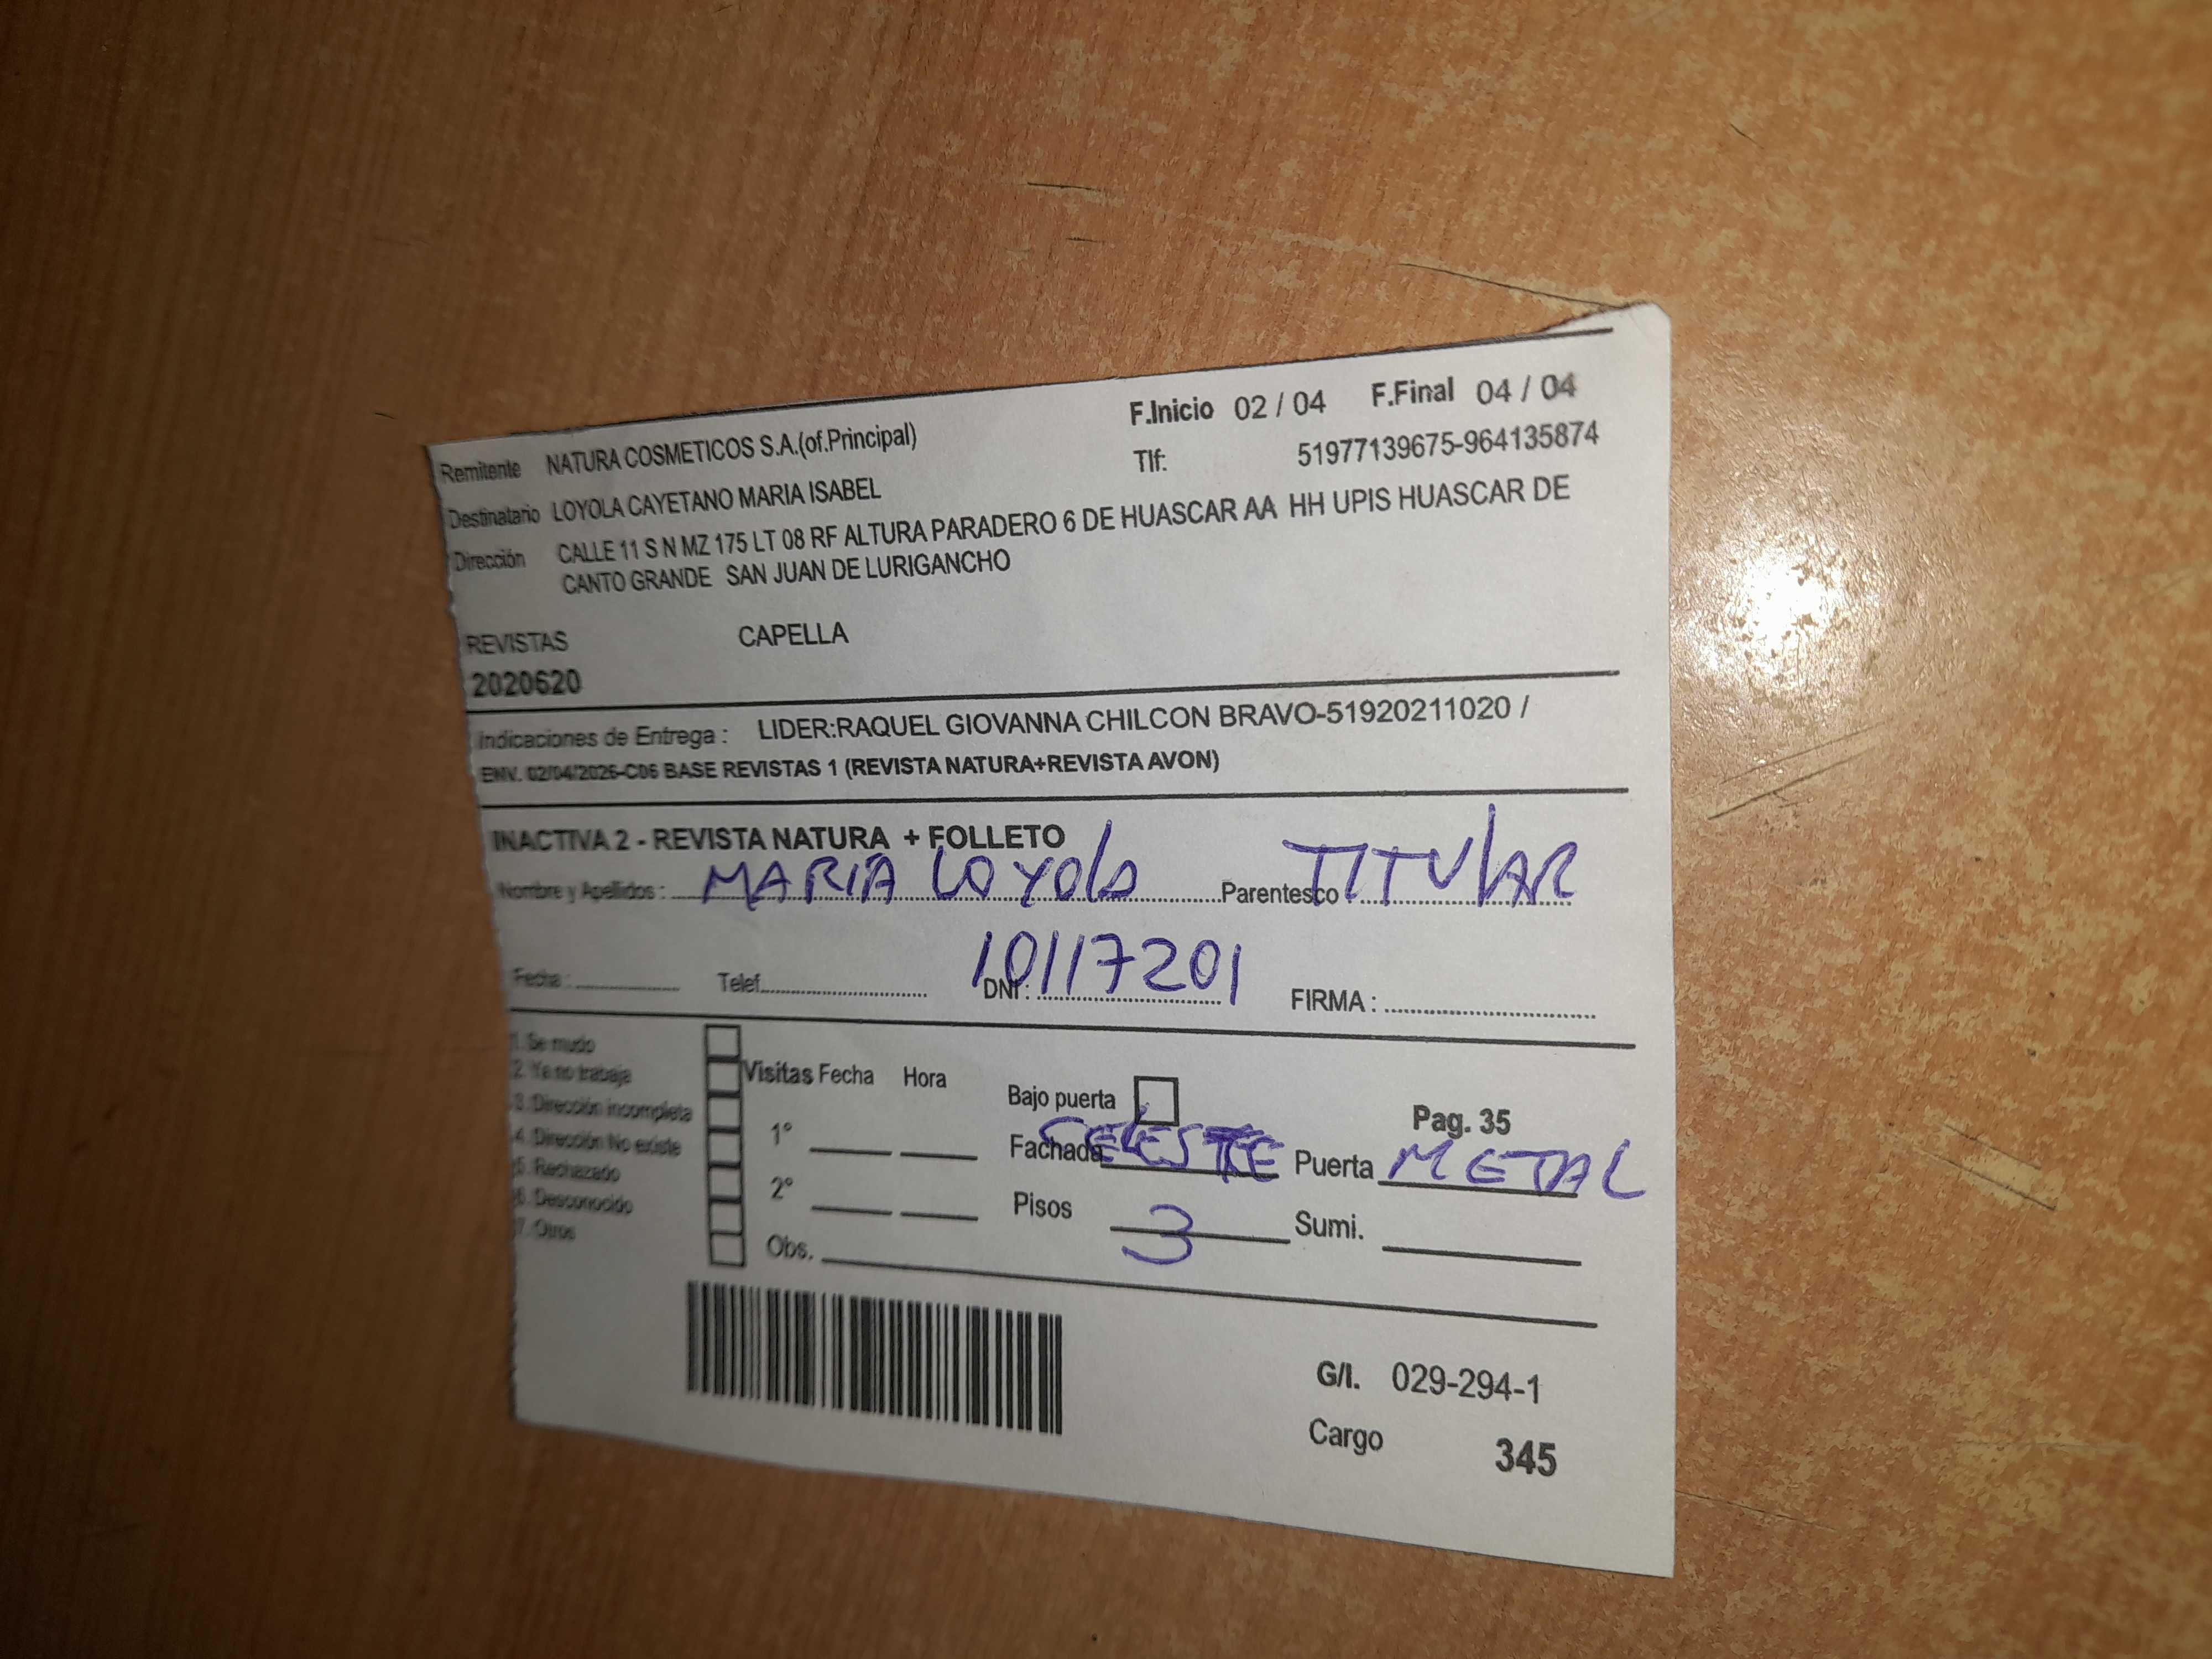 F.Inicio 02 / 04 F.Final 04 / 04
Remitente NATURA COSMETICOS S.A.(of.Principal) Tlf: 51977139675-964135874
Destinatario LOYOLA CAYETANO MARIA ISABEL
Dirección CALLE 11 S N MZ 175 LT 08 RF ALTURA PARADERO 6 DE HUASCAR AA HH UPIS HUASCAR DE
CANTO GRANDE SAN JUAN DE LURIGANCHO
REVISTAS CAPELLA
2020620
Indicaciones de Entrega : LIDER:RAQUEL GIOVANNA CHILCON BRAVO-51920211020 /
ENV. 02/04/2026-C06 BASE REVISTAS 1 (REVISTA NATURA+REVISTA AVON)
INACTIVA 2 - REVISTA NATURA + FOLLETO
Nombre y Apellidos : MARIA LOYOLA Parentesco TITULAR
Fecha : Telef. DNI : 10117201 FIRMA :
1. Se mudo
2. Ya no trabaja
3. Dirección incompleta
4. Dirección No existe
5. Rechazado
6. Desconocido
7. Otros
Visitas Fecha Hora
1°
2°
Obs.
Bajo puerta Pag. 35
Fachada CELESTE Puerta METAL
Pisos 3 Sumi.
G/I. 029-294-1
Cargo 345